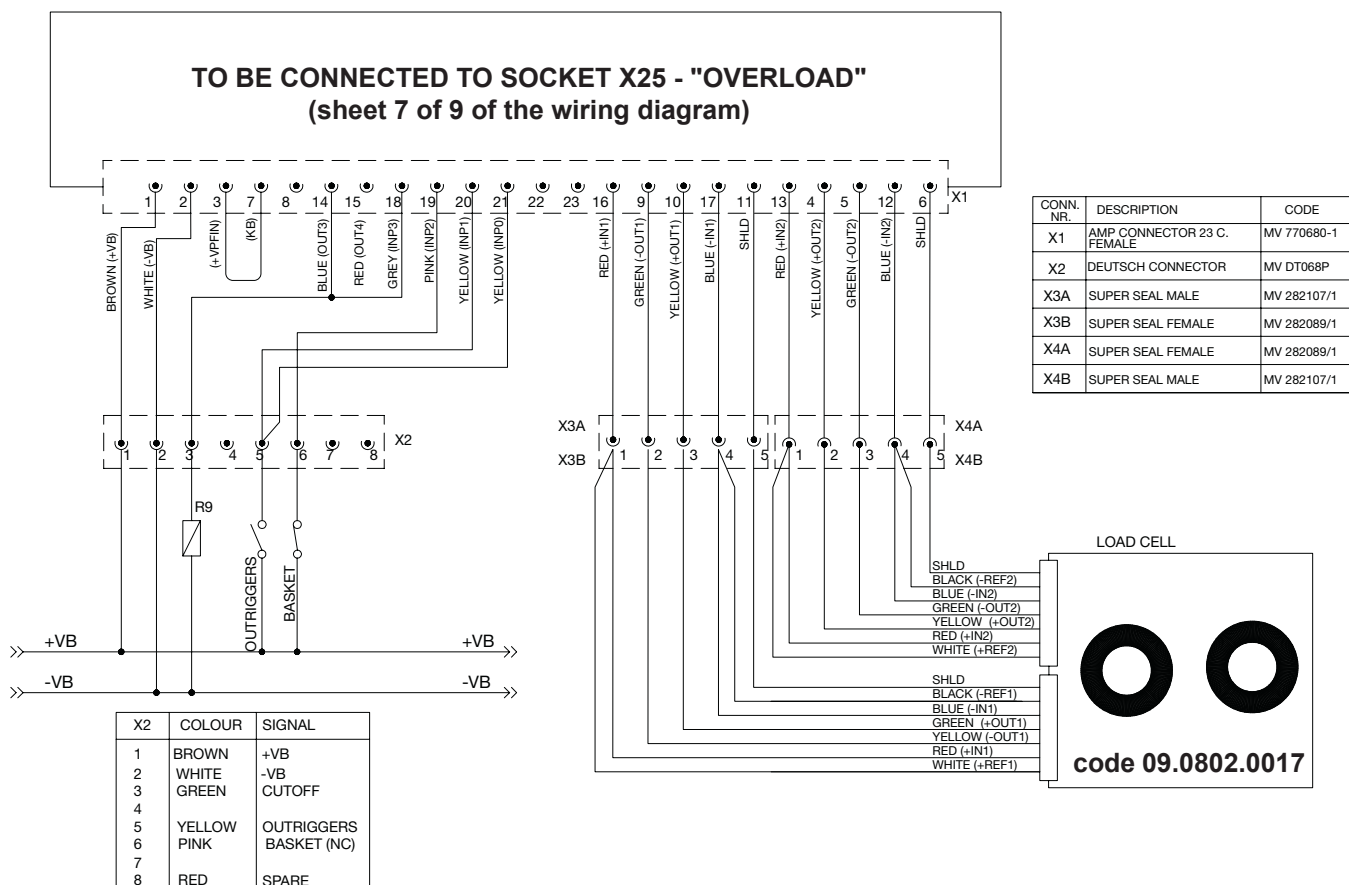 TO BE CONNECTED TO SOCKET X25 - "OVERLOAD"
(sheet 7 of 9 of the wiring diagram)
1 2 3 7 8 14 15 18 19 20 21 22 23 16 9 10 17 11 13 4 5 12 6 X1
BROWN (+VB)
WHITE (-VB)
(+VPFIN)
(KB)
BLUE (OUT3)
RED (OUT4)
GREY (INP3)
PINK (INP2)
YELLOW (INP1)
YELLOW (INP0)
RED (+IN1)
GREEN (-OUT1)
YELLOW (+OUT1)
BLUE (-IN1)
SHLD
RED (+IN2)
YELLOW (+OUT2)
GREEN (-OUT2)
BLUE (-IN2)
SHLD
CONN. NR. DESCRIPTION CODE
X1 AMP CONNECTOR 23 C. FEMALE MV 770680-1
X2 DEUTSCH CONNECTOR MV DT068P
X3A SUPER SEAL MALE MV 282107/1
X3B SUPER SEAL FEMALE MV 282089/1
X4A SUPER SEAL FEMALE MV 282089/1
X4B SUPER SEAL MALE MV 282107/1
1 2 3 4 5 6 7 8 X2
X3A
X3B
1 2 3 4 5
1 2 3 4 5
X4A
X4B
R9
OUTRIGGERS
BASKET
+VB +VB
-VB -VB
LOAD CELL
SHLD
BLACK (-REF2)
BLUE (-IN2)
GREEN (-OUT2)
YELLOW (+OUT2)
RED (+IN2)
WHITE (+REF2)
SHLD
BLACK (-REF1)
BLUE (-IN1)
GREEN (+OUT1)
YELLOW (-OUT1)
RED (+IN1)
WHITE (+REF1)
code 09.0802.0017
X2 COLOUR SIGNAL
1 BROWN +VB
2 WHITE -VB
3 GREEN CUTOFF
4
5 YELLOW OUTRIGGERS
6 PINK BASKET (NC)
7
8 RED SPARE